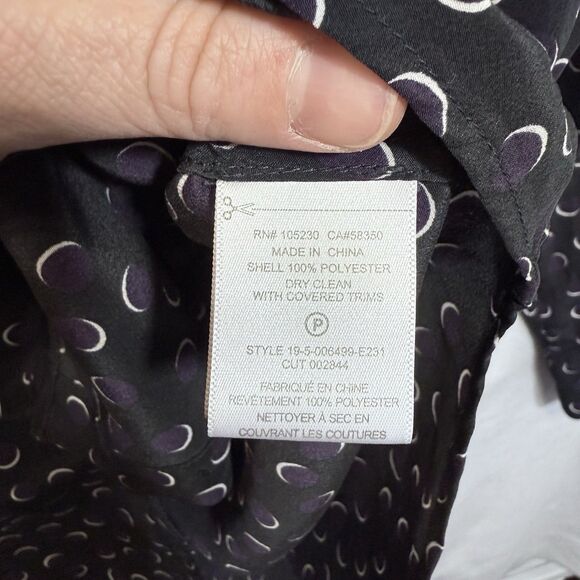 RN# 105230 CA#58350
MADE IN CHINA
SHELL 100% POLYESTER
DRY CLEAN
WITH COVERED TRIMS
P
STYLE 19-5-006499-E231
CUT 002844
FABRIQUÉ EN CHINE
REVÊTEMENT 100% POLYESTER
NETTOYER À SEC EN
COUVRANT LES COUTURES